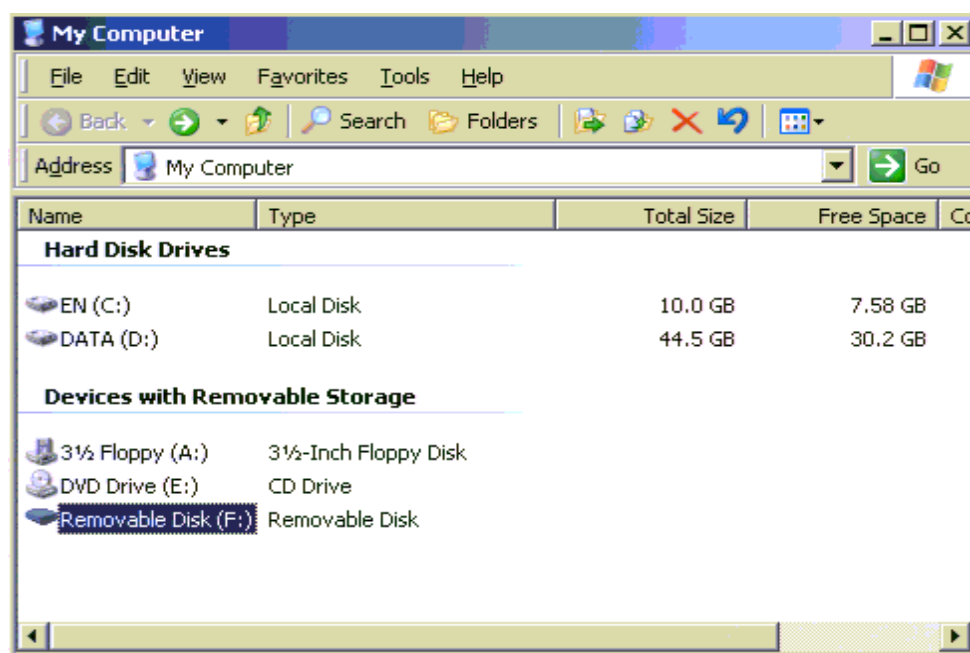 My Computer
File Edit View Favorites Tools Help
Back Search Folders
Address My Computer Go
Name Type Total Size Free Space Co
Hard Disk Drives
EN (C:) Local Disk 10.0 GB 7.58 GB
DATA (D:) Local Disk 44.5 GB 30.2 GB
Devices with Removable Storage
3½ Floppy (A:) 3½-Inch Floppy Disk
DVD Drive (E:) CD Drive
Removable Disk (F:) Removable Disk